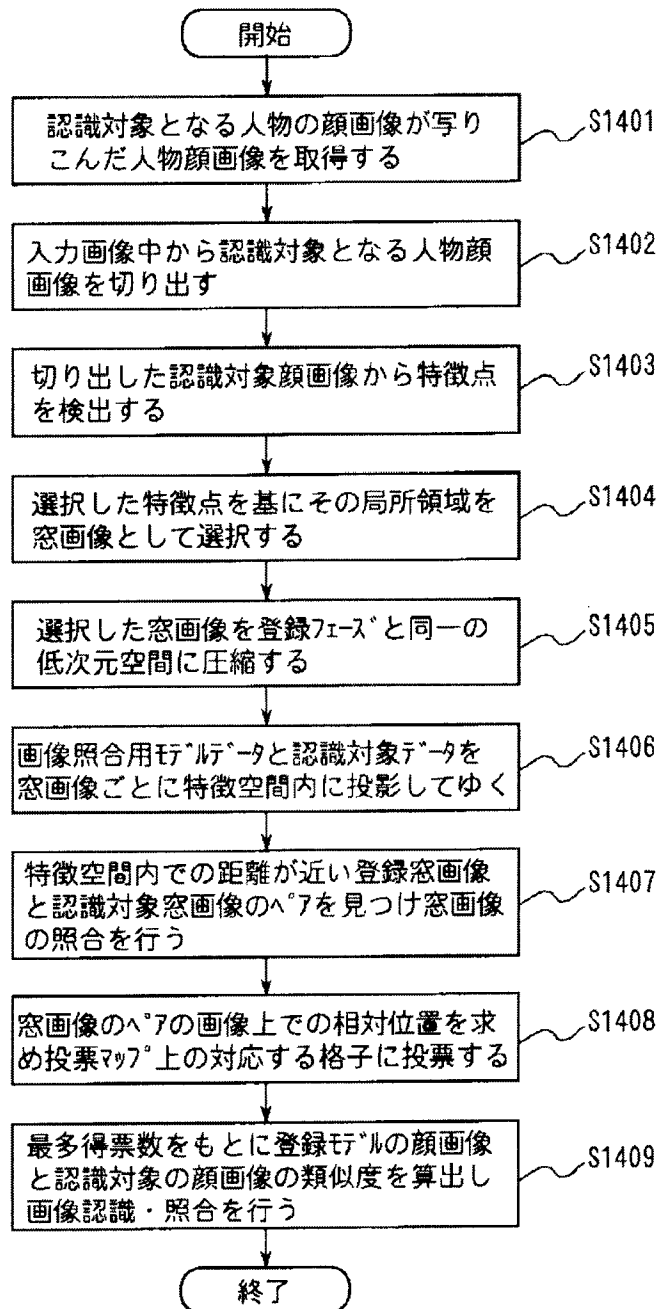 開始
認識対象となる人物の顔画像が写り
こんだ人物顔画像を取得する
S1401
入力画像中から認識対象となる人物顔
画像を切り出す
S1402
切り出した認識対象顔画像から特徴点
を検出する
S1403
選択した特徴点を基にその局所領域を
窓画像として選択する
S1404
選択した窓画像を登録ﾌｪｰｽﾞと同一の
低次元空間に圧縮する
S1405
画像照合用ﾓﾃﾞﾙﾃﾞｰﾀと認識対象ﾃﾞｰﾀを
窓画像ごとに特徴空間内に投影してゆく
S1406
特徴空間内での距離が近い登録窓画像
と認識対象窓画像のﾍﾟｱを見つけ窓画像
の照合を行う
S1407
窓画像のﾍﾟｱの画像上での相対位置を求
め投票ﾏｯﾌﾟ上の対応する格子に投票する
S1408
最多得票数をもとに登録ﾓﾃﾞﾙの顔画像
と認識対象の顔画像の類似度を算出し
画像認識・照合を行う
S1409
終了